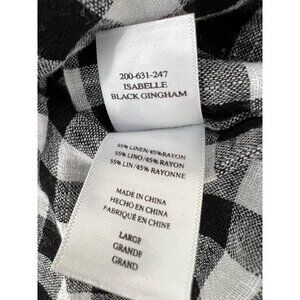 200-631-247
ISABELLE
BLACK GINGHAM
55% LINEN/45% RAYON
55% LINO/45% RAYON
55% LIN/45% RAYONNE
MADE IN CHINA
HECHO EN CHINA
FABRIQUÉ EN CHINE
LARGE
GRANDE
GRAND